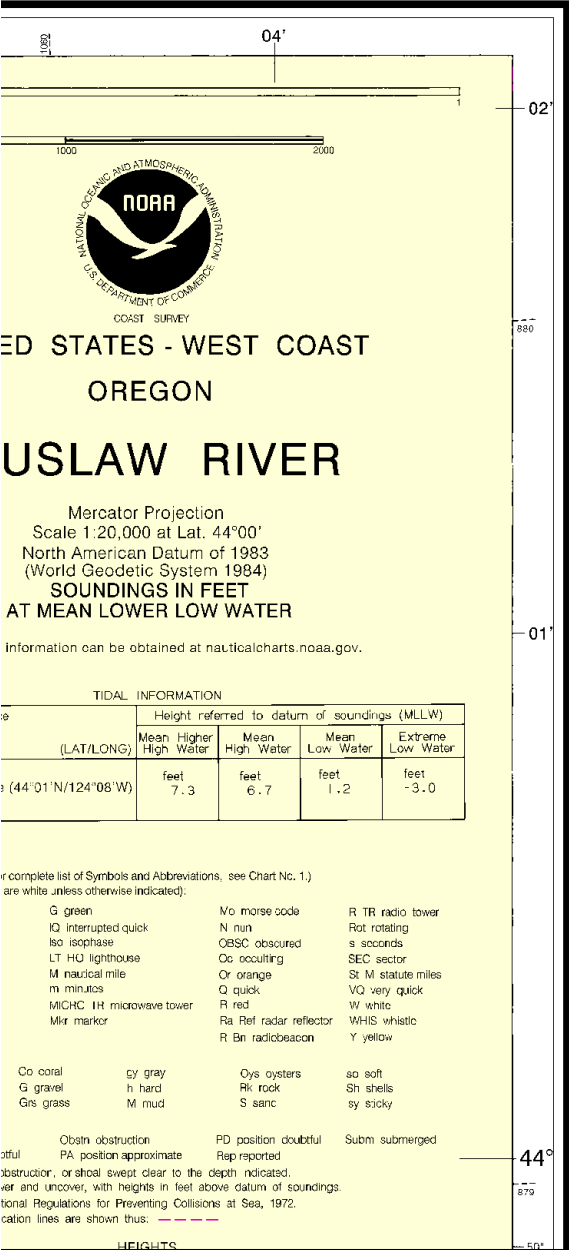 1060
04'
1
02'
1000 2000
NATIONAL OCEANIC AND ATMOSPHERIC ADMINISTRATION
NOAA
U.S. DEPARTMENT OF COMMERCE
COAST SURVEY
880
ED STATES - WEST COAST
OREGON
USLAW RIVER
Mercator Projection
Scale 1:20,000 at Lat. 44°00'
North American Datum of 1983
(World Geodetic System 1984)
SOUNDINGS IN FEET
AT MEAN LOWER LOW WATER
01'
information can be obtained at nauticalcharts.noaa.gov.
TIDAL INFORMATION
ce Height referred to datum of soundings (MLLW)
(LAT/LONG) Mean Higher High Water Mean High Water Mean Low Water Extreme Low Water
feet feet feet feet
(44°01'N/124°08'W) 7.3 6.7 1.2 -3.0
r complete list of Symbols and Abbreviations, see Chart No. 1.)
are white unless otherwise indicated):
G green Mo morse code R TR radio tower
IQ interrupted quick N nun Rot rotating
Iso isophase OBSC obscured s seconds
LT HO lighthouse Oc occulting SEC sector
M nautical mile Or orange St M statute miles
m minutes Q quick VQ very quick
MICRC TR microwave tower R red W white
Mkr marker Ra Ref radar reflector WHIS whistle
R Bn radiobeacon Y yellow
Co coral gy gray Oys oysters so soft
G gravel h hard Rk rock Sh shells
Grs grass M mud S sand sy sticky
Obstn obstruction PD position doubtful Subm submerged
btful PA position approximate Rep reported
44°
obstruction, or shoal swept clear to the depth indicated.
ver and uncover, with heights in feet above datum of soundings.
879
tional Regulations for Preventing Collisions at Sea, 1972.
cation lines are shown thus:
HEIGHTS
50"